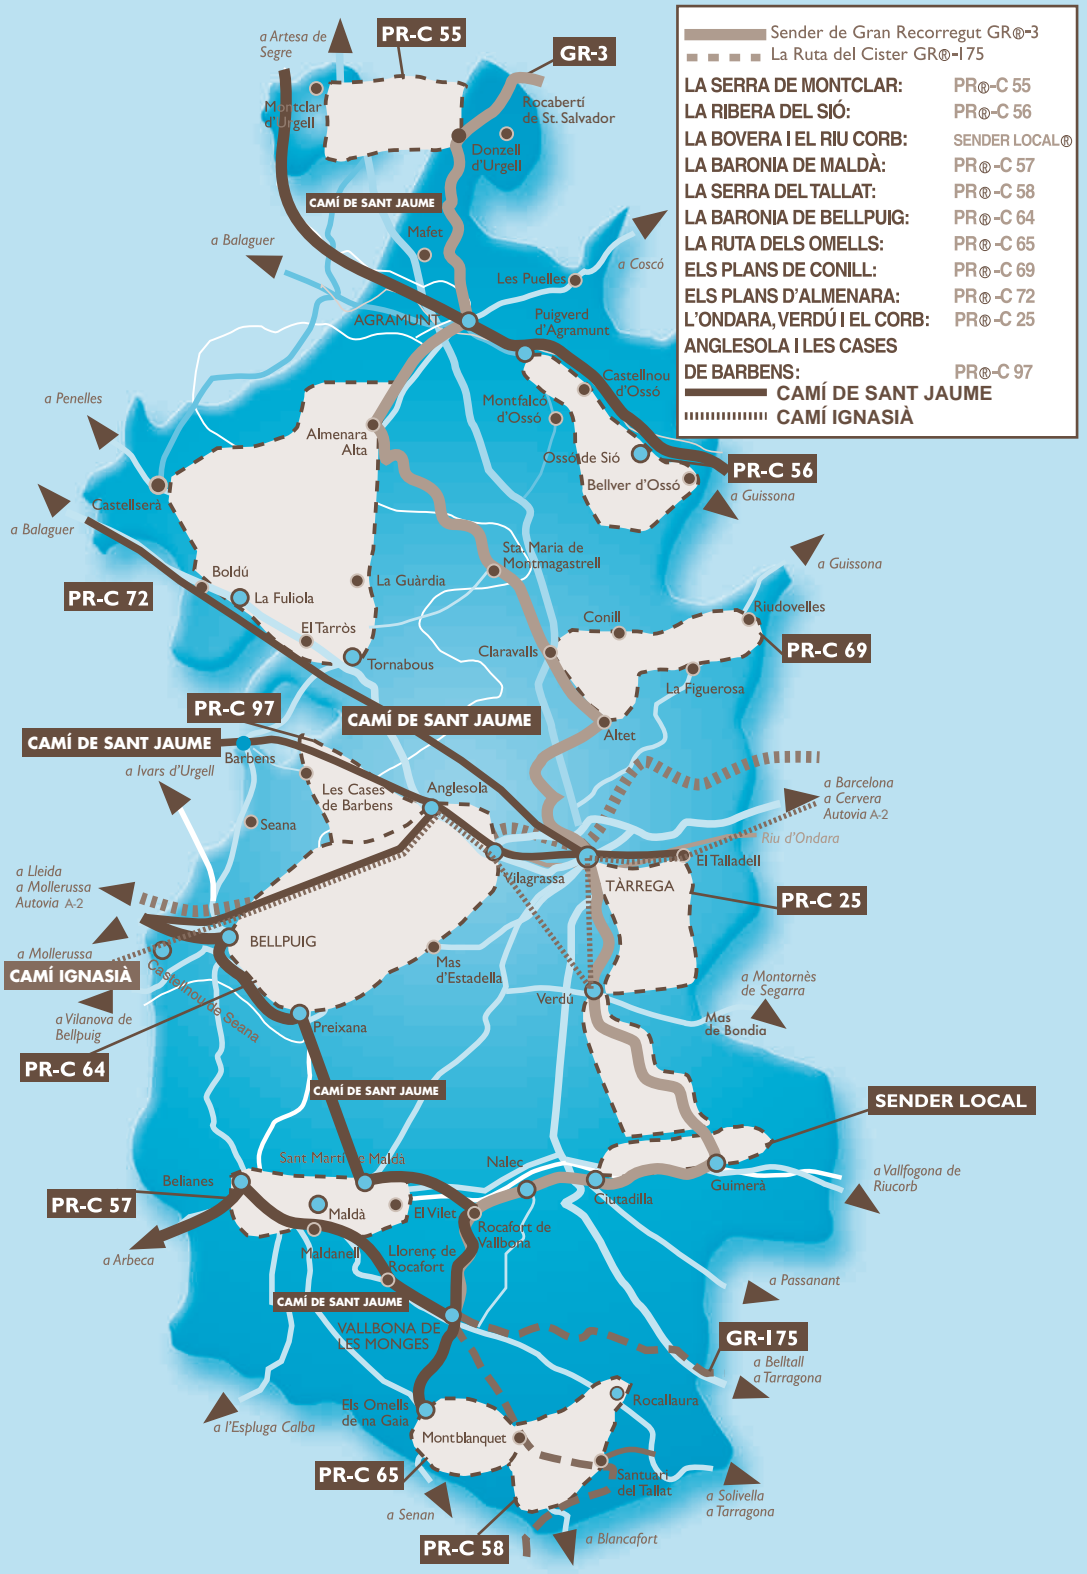 Sender de Gran Recorregut GR®-3
La Ruta del Cister GR®-175
LA SERRA DE MONTCLAR: PR®-C 55
LA RIBERA DEL SIÓ: PR®-C 56
LA BOVERA I EL RIU CORB: SENDER LOCAL®
LA BARONIA DE MALDÀ: PR®-C 57
LA SERRA DEL TALLAT: PR®-C 58
LA BARONIA DE BELLPUIG: PR®-C 64
LA RUTA DELS OMELLS: PR®-C 65
ELS PLANS DE CONILL: PR®-C 69
ELS PLANS D'ALMENARA: PR®-C 72
L'ONDARA, VERDÚ I EL CORB: PR®-C 25
ANGLESOLA I LES CASES
DE BARBENS: PR®-C 97
CAMÍ DE SANT JAUME
CAMÍ IGNASIÀ
a Artesa de
Segre
PR-C 55
GR-3
Montclar
d'Urgell
Rocabertí
de St. Salvador
Donzell
d'Urgell
CAMÍ DE SANT JAUME
Mafet
a Balaguer
a Coscó
Les Puelles
AGRAMUNT
Puigverd
d'Agramunt
Castellnou
d'Ossó
Montfalcó
d'Ossó
a Penelles
Almenara
Alta
Ossó de Sió
PR-C 56
Bellver d'Ossó
a Guissona
Castellserà
a Balaguer
Sta. Maria de
Montmagastrell
a Guissona
Boldú
La Guàrdia
PR-C 72
La Fuliola
Riudovelles
El Tarròs
Conill
Tornabous
Claravalls
PR-C 69
La Figuerosa
PR-C 97
CAMÍ DE SANT JAUME
Altet
CAMÍ DE SANT JAUME
Barbens
a Ivars d'Urgell
Les Cases
de Barbens
Anglesola
a Barcelona
a Cervera
Autovia A-2
Seana
Riu d'Ondara
El Talladell
a Lleida
a Mollerussa
Autovia A-2
Vilagrassa
TÀRREGA
PR-C 25
BELLPUIG
a Mollerussa
CAMÍ IGNASIÀ
Castellnou de Seana
Mas
d'Estadella
Verdú
a Montornès
de Segarra
Mas
de Bondia
a Vilanova de
Bellpuig
Preixana
PR-C 64
CAMÍ DE SANT JAUME
SENDER LOCAL
Sant Martí de Maldà
Nalec
Belianes
Ciutadilla
Guimerà
a Vallfogona de
Riucorb
PR-C 57
Maldà
El Vilet
Rocafort de
Vallbona
Maldanell
Llorenç de
Rocafort
a Arbeca
a Passanant
CAMÍ DE SANT JAUME
VALLBONA DE
LES MONGES
GR-175
a Belltall
a Tarragona
Els Omells
de na Gaia
Rocallaura
a l'Espluga Calba
Montblanquet
PR-C 65
Santuari
del Tallat
a Solivella
a Tarragona
a Senan
PR-C 58
a Blancafort